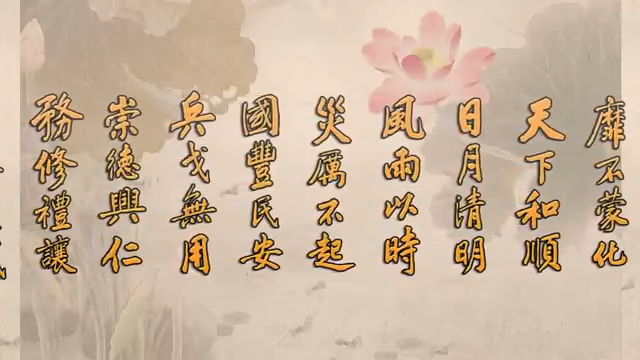 靡不蒙化
天下和順
日月清明
風雨以時
災厲不起
國豐民安
兵戈無用
崇德興仁
務修禮讓